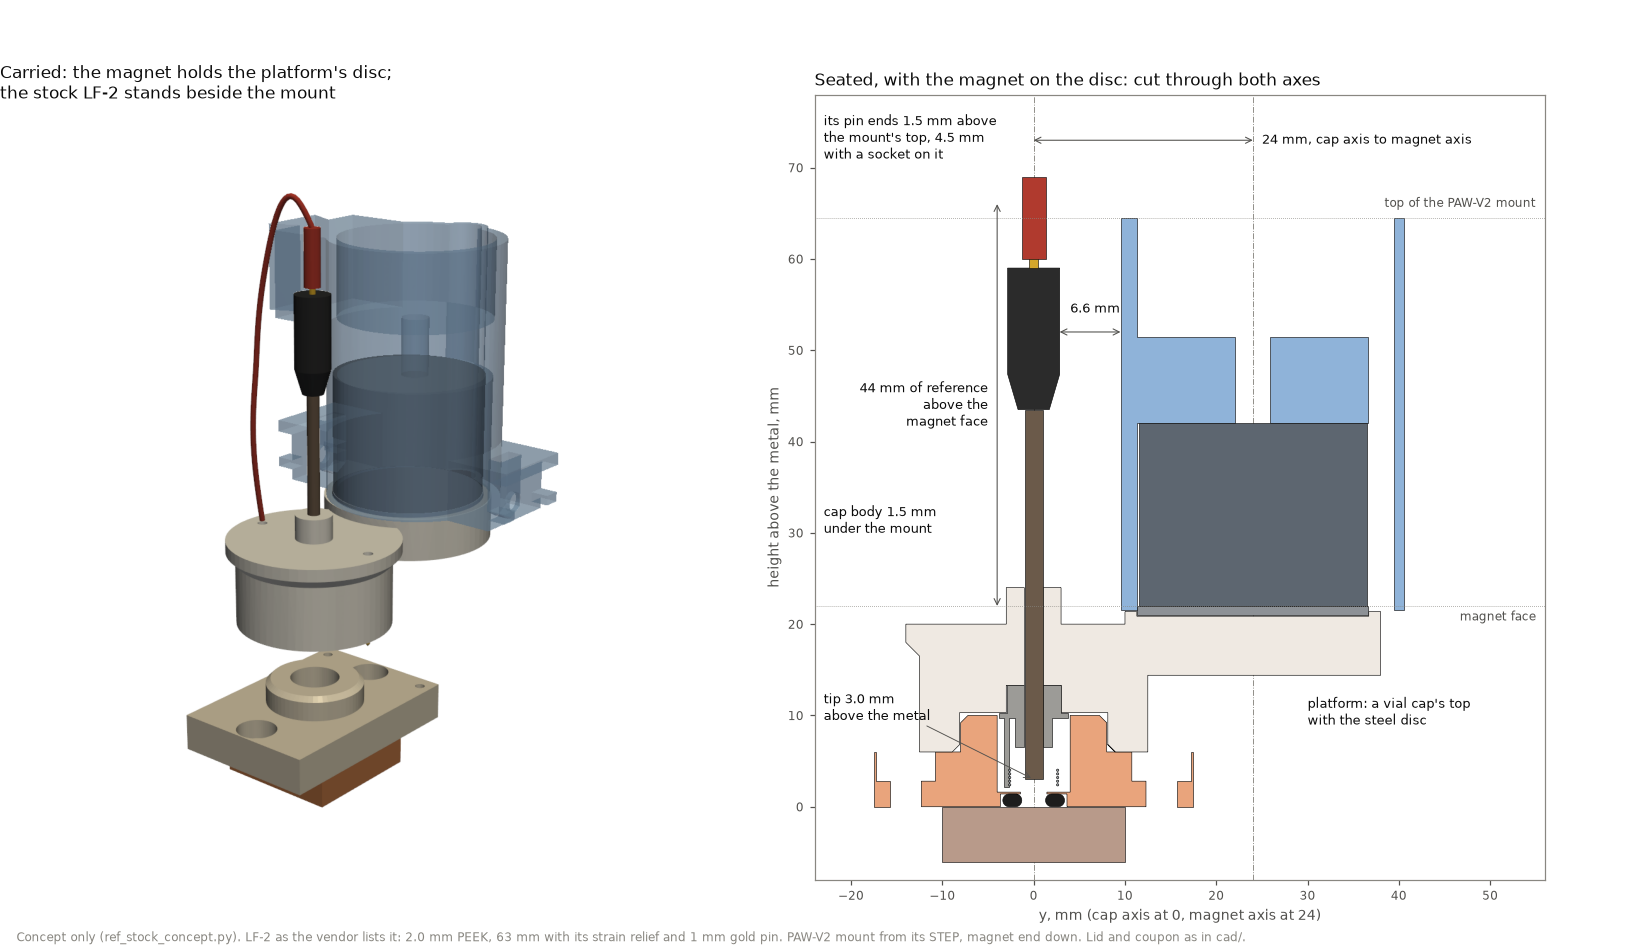 Carried: the magnet holds the platform's disc;
the stock LF-2 stands beside the mount
Seated, with the magnet on the disc: cut through both axes
its pin ends 1.5 mm above
the mount's top, 4.5 mm
with a socket on it
24 mm, cap axis to magnet axis
top of the PAW-V2 mount
6.6 mm
44 mm of reference
above the
magnet face
cap body 1.5 mm
under the mount
magnet face
tip 3.0 mm
above the metal
platform: a vial cap's top
with the steel disc
height above the metal, mm
70
60
50
40
30
20
10
0
−20
−10
0
10
20
30
40
50
y, mm (cap axis at 0, magnet axis at 24)
Concept only (ref_stock_concept.py). LF-2 as the vendor lists it: 2.0 mm PEEK, 63 mm with its strain relief and 1 mm gold pin. PAW-V2 mount from its STEP, magnet end down. Lid and coupon as in cad/.